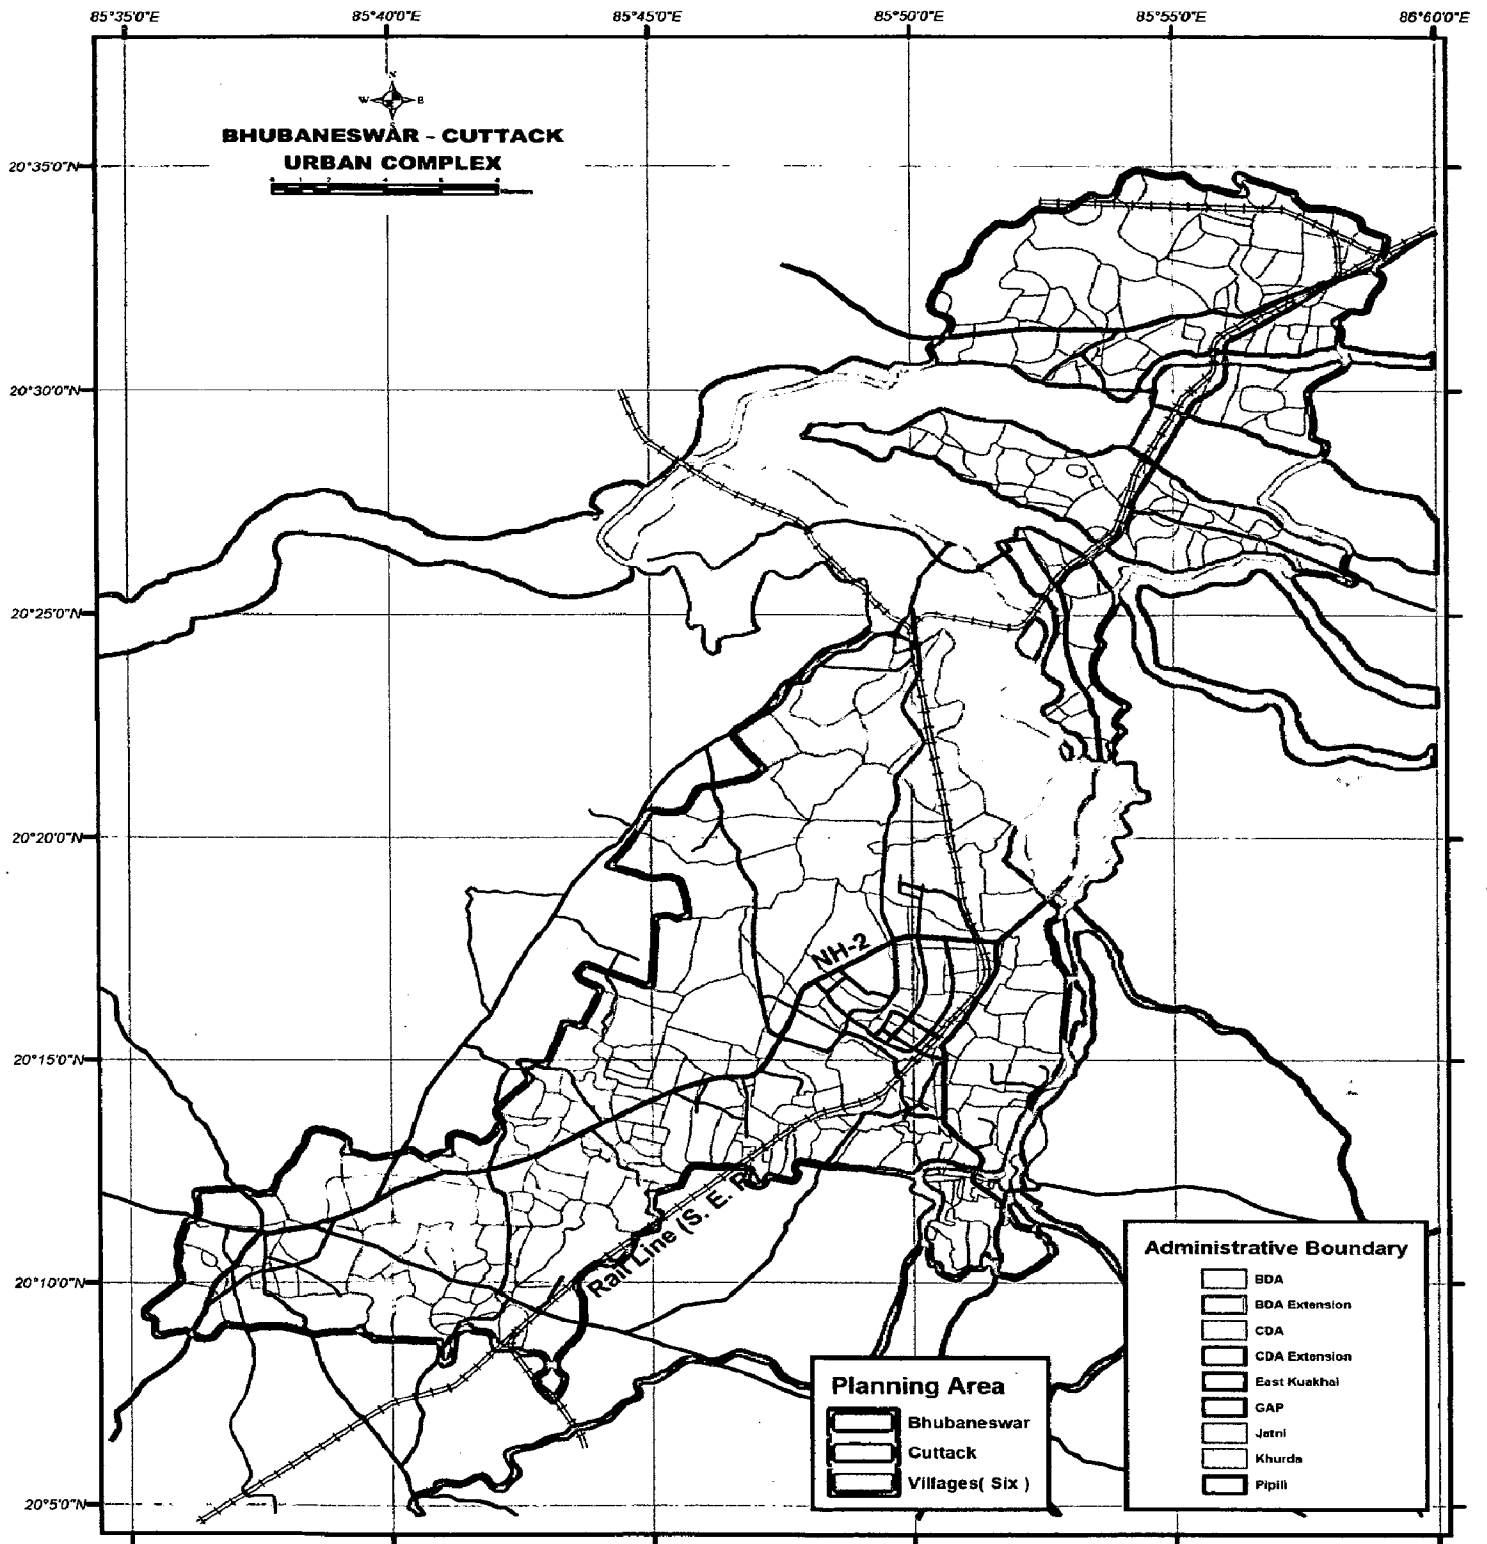 85°35'0"E 85°40'0"E 85°45'0"E 85°50'0"E 85°55'0"E 86°60'0"E
N
W E
S
BHUBANESWAR - CUTTACK
URBAN COMPLEX
20°35'0"N
20°30'0"N
20°25'0"N
20°20'0"N
NH-2
20°15'0"N
Rail Line (S. E. R)
20°10'0"N
20°5'0"N
Planning Area
Bhubaneswar
Cuttack
Villages( Six )
Administrative Boundary
BDA
BDA Extension
CDA
CDA Extension
East Kuakhai
GAP
Jatni
Khurda
Pipili